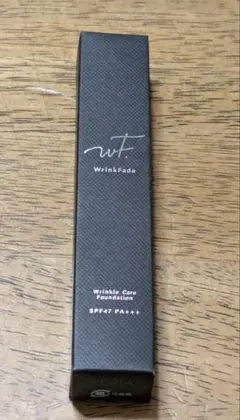 WF.
WrinkFade
Wrinkle Care
Foundation
SPF47 PA+++